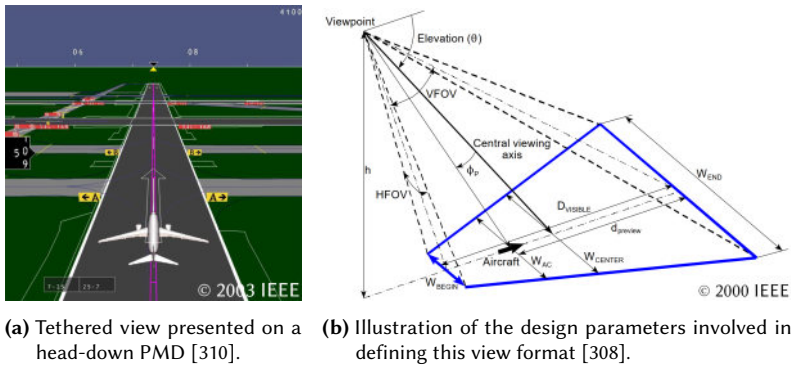 4100
06
08
5
0
9
A
A
© 2003 IEEE
Viewpoint
Elevation (θ)
VFOV
Central viewing
axis
ϕP
h
HFOV
WEND
DVISIBLE
dpreview
Aircraft
WAC
WCENTER
WBEGIN
© 2000 IEEE
(a) Tethered view presented on a
head-down PMD [310].
(b) Illustration of the design parameters involved in
defining this view format [308].